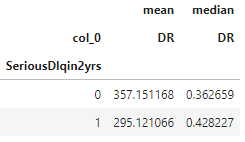 mean median
col_0 DR DR
SeriousDlqin2yrs
0 357.151168 0.362659
1 295.121066 0.428227